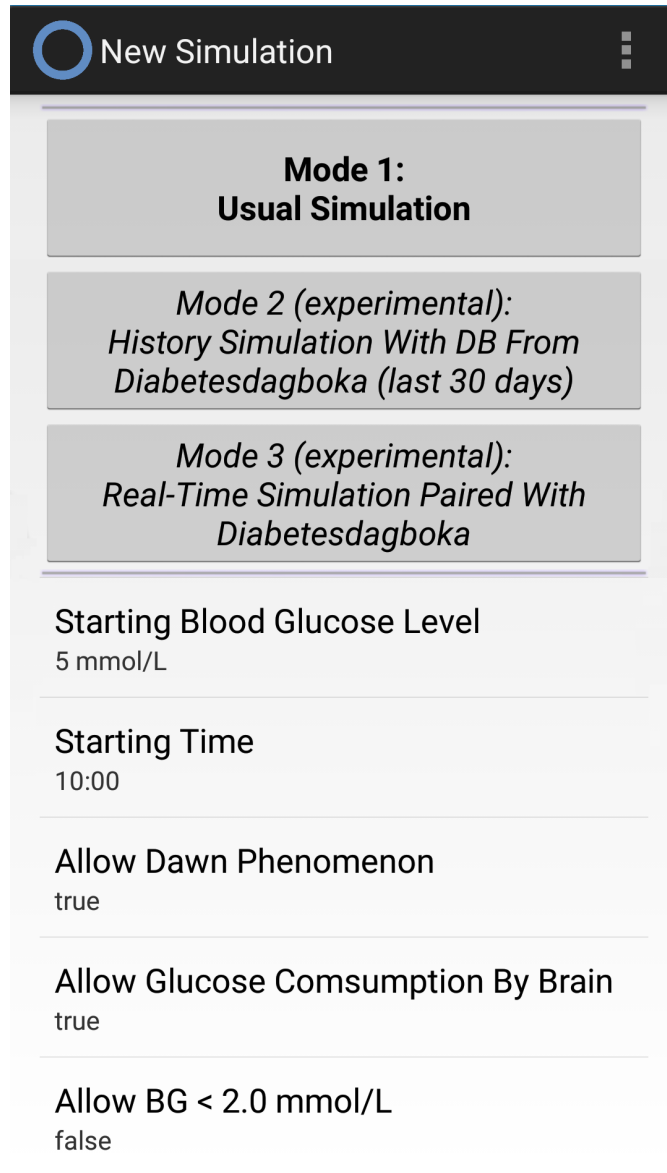 New Simulation
Mode 1:
Usual Simulation
Mode 2 (experimental):
History Simulation With DB From
Diabetesdagboka (last 30 days)
Mode 3 (experimental):
Real-Time Simulation Paired With
Diabetesdagboka
Starting Blood Glucose Level
5 mmol/L
Starting Time
10:00
Allow Dawn Phenomenon
true
Allow Glucose Comsumption By Brain
true
Allow BG < 2.0 mmol/L
false